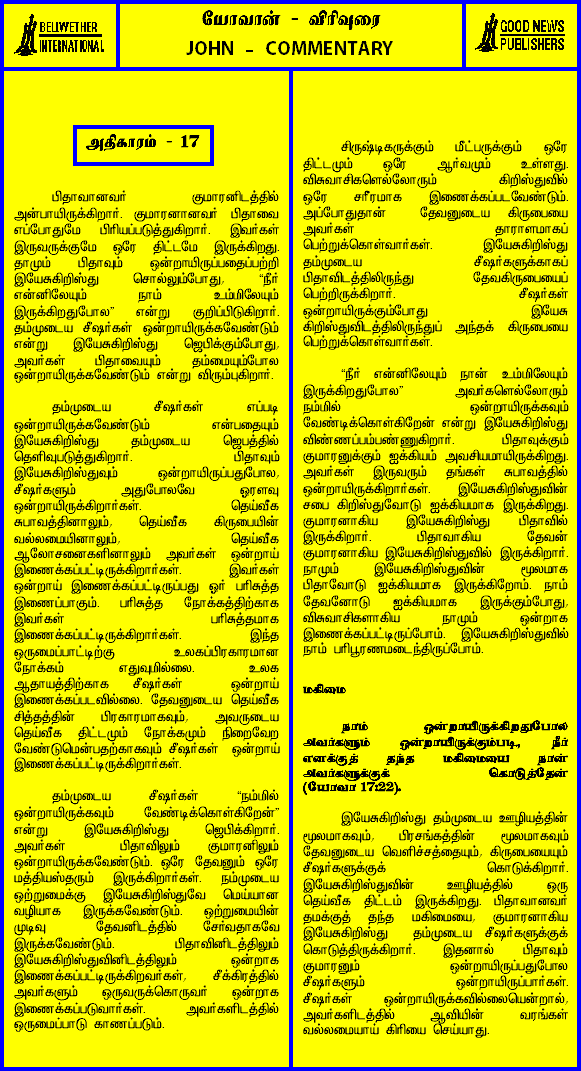 BELIWETHER
INTERNATIONAL
யோவான் - விரிவுரை
JOHN - COMMENTARY
GOOD NEWS
PUBLISHERS
அதிகாரம் - 17
பிதாவானவர் குமாரனிடத்தில்
அன்பாயிருக்கிறார். குமாரனானவர் பிதாவை
எப்போதுமே பிரியப்படுத்துகிறார். இவர்கள்
இருவருக்குமே ஒரே திட்டமே இருக்கிறது.
தாமும் பிதாவும் ஒன்றாயிருப்பதைப்பற்றி
இயேசுகிறிஸ்து சொல்லும்போது, “நீர்
என்னிலேயும் நாம் உம்மிலேயும்
இருக்கிறதுபோல” என்று குறிப்பிடுகிறார்.
தம்முடைய சீஷர்கள் ஒன்றாயிருக்கவேண்டும்
என்று இயேசுகிறிஸ்து ஜெபிக்கும்போது,
அவர்கள் பிதாவையும் தம்மையும்போல
ஒன்றாயிருக்கவேண்டும் என்று விரும்புகிறார்.
தம்முடைய சீஷர்கள் எப்படி
ஒன்றாயிருக்கவேண்டும் என்பதையும்
இயேசுகிறிஸ்து தம்முடைய ஜெபத்தில்
தெளிவுபடுத்துகிறார். பிதாவும்
இயேசுகிறிஸ்துவும் ஒன்றாயிருப்பதுபோல,
சீஷர்களும் அதுபோலவே ஓரளவு
ஒன்றாயிருக்கிறார்கள். தெய்வீக
சுபாவத்தினாலும், தெய்வீக கிருபையின்
வல்லமையினாலும், தெய்வீக
ஆலோசனைகளினாலும் அவர்கள் ஒன்றாய்
இணைக்கப்பட்டிருக்கிறார்கள். இவர்கள்
ஒன்றாய் இணைக்கப்பட்டிருப்பது ஓர் பரிசுத்த
இணைப்பாகும். பரிசுத்த நோக்கத்திற்காக
இவர்கள் பரிசுத்தமாக
இணைக்கப்பட்டிருக்கிறார்கள். இந்த
ஒருமைப்பாட்டிற்கு உலகப்பிரகாரமான
நோக்கம் எதுவுமில்லை. உலக
ஆதாயத்திற்காக சீஷர்கள் ஒன்றாய்
இணைக்கப்படவில்லை. தேவனுடைய தெய்வீக
சித்தத்தின் பிரகாரமாகவும், அவருடைய
தெய்வீக திட்டமும் நோக்கமும் நிறைவேற
வேண்டுமென்பதற்காகவும் சீஷர்கள் ஒன்றாய்
இணைக்கப்பட்டிருக்கிறார்கள்.
தம்முடைய சீஷர்கள் “நம்மில்
ஒன்றாயிருக்கவும் வேண்டிக்கொள்கிறேன்”
என்று இயேசுகிறிஸ்து ஜெபிக்கிறார்.
அவர்கள் பிதாவிலும் குமாரனிலும்
ஒன்றாயிருக்கவேண்டும். ஒரே தேவனும் ஒரே
மத்தியஸ்தரும் இருக்கிறார்கள். நம்முடைய
ஒற்றுமைக்கு இயேசுகிறிஸ்துவே மெய்யான
வழியாக இருக்கவேண்டும். ஒற்றுமையின்
முடிவு தேவனிடத்தில் சேர்வதாகவே
இருக்கவேண்டும். பிதாவினிடத்திலும்
இயேசுகிறிஸ்துவினிடத்திலும் ஒன்றாக
இணைக்கப்பட்டிருக்கிறவர்கள், சீக்கிரத்தில்
அவர்களும் ஒருவருக்கொருவர் ஒன்றாக
இணைக்கப்படுவார்கள். அவர்களிடத்தில்
ஒருமைப்பாடு காணப்படும்.
சிருஷ்டிகருக்கும் மீட்பருக்கும் ஒரே
திட்டமும் ஒரே ஆர்வமும் உள்ளது.
விசுவாசிகளெல்லோரும் கிறிஸ்துவில்
ஒரே சரீரமாக இணைக்கப்படவேண்டும்.
அப்போதுதான் தேவனுடைய கிருபையை
அவர்கள் தாராளமாகப்
பெற்றுக்கொள்வார்கள். இயேசுகிறிஸ்து
தம்முடைய சீஷர்களுக்காகப்
பிதாவிடத்திலிருந்து தேவகிருபையைப்
பெற்றிருக்கிறார். சீஷர்கள்
ஒன்றாயிருக்கும்போது இயேசு
கிறிஸ்துவிடத்திலிருந்துப் அந்தக் கிருபையை
பெற்றுக்கொள்வார்கள்.
“நீர் என்னிலேயும் நான் உம்மிலேயும்
இருக்கிறதுபோல” அவர்களெல்லோரும்
நம்மில் ஒன்றாயிருக்கவும்
வேண்டிக்கொள்கிறேன் என்று இயேசுகிறிஸ்து
விண்ணப்பம்பண்ணுகிறார். பிதாவுக்கும்
குமாரனுக்கும் ஐக்கியம் அவசியமாயிருக்கிறது.
அவர்கள் இருவரும் தங்கள் சுபாவத்தில்
ஒன்றாயிருக்கிறார்கள். இயேசுகிறிஸ்துவின்
சபை கிறிஸ்துவோடு ஐக்கியமாக இருக்கிறது.
குமாரனாகிய இயேசுகிறிஸ்து பிதாவில்
இருக்கிறார். பிதாவாகிய தேவன்
குமாரனாகிய இயேசுகிறிஸ்துவில் இருக்கிறார்.
நாமும் இயேசுகிறிஸ்துவின் மூலமாக
பிதாவோடு ஐக்கியமாக இருக்கிறோம். நாம்
தேவனோடு ஐக்கியமாக இருக்கும்போது,
விசுவாசிகளாகிய நாமும் ஒன்றாக
இணைக்கப்பட்டிருப்போம். இயேசுகிறிஸ்துவில்
நாம் பரிபூரணமடைந்திருப்போம்.
மகிமை
நாம் ஒன்றாயிருக்கிறதுபோல
அவர்களும் ஒன்றாயிருக்கும்படி, நீர்
எனக்குத் தந்த மகிமையை நான்
அவர்களுக்குக் கொடுத்தேன்
(யோவா 17:22).
இயேசுகிறிஸ்து தம்முடைய ஊழியத்தின்
மூலமாகவும், பிரசங்கத்தின் மூலமாகவும்
தேவனுடைய வெளிச்சத்தையும், கிருபையையும்
சீஷர்களுக்குக் கொடுக்கிறார்.
இயேசுகிறிஸ்துவின் ஊழியத்தில் ஒரு
தெய்வீக திட்டம் இருக்கிறது. பிதாவானவர்
தமக்குத் தந்த மகிமையை, குமாரனாகிய
இயேசுகிறிஸ்து தம்முடைய சீஷர்களுக்குக்
கொடுத்திருக்கிறார். இதனால் பிதாவும்
குமாரனும் ஒன்றாயிருப்பதுபோல
சீஷர்களும் ஒன்றாயிருப்பார்கள்.
சீஷர்கள் ஒன்றாயிருக்கவில்லையென்றால்,
அவர்களிடத்தில் ஆவியின் வரங்கள்
வல்லமையாய் கிரியை செய்யாது.